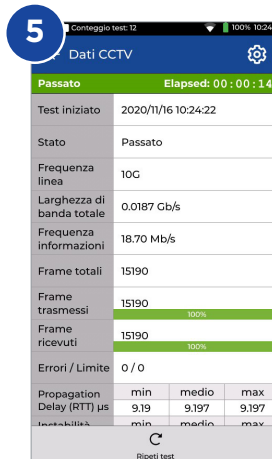 5
Conteggio test: 12 100% 10:24
Dati CCTV
Passato Elapsed: 00:00:14
Test iniziato 2020/11/16 10:24:22
Stato Passato
Frequenza
linea 10G
Larghezza di
banda totale 0.0187 Gb/s
Frequenza
informazioni 18.70 Mb/s
Frame totali 15190
Frame
trasmessi 15190
100%
Frame
ricevuti 15190
100%
Errori / Limite 0 / 0
Propagation
Delay (RTT) µs
min medio max
9.19 9.197 9.197
Instabilità min medio max
Ripeti test